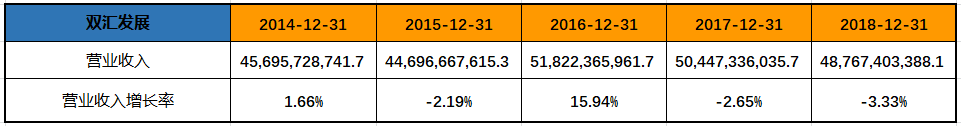 双汇发展 2014-12-31 2015-12-31 2016-12-31 2017-12-31 2018-12-31
营业收入 45,695,728,741.7 44,696,667,615.3 51,822,365,961.7 50,447,336,035.7 48,767,403,388.1
营业收入增长率 1.66% -2.19% 15.94% -2.65% -3.33%